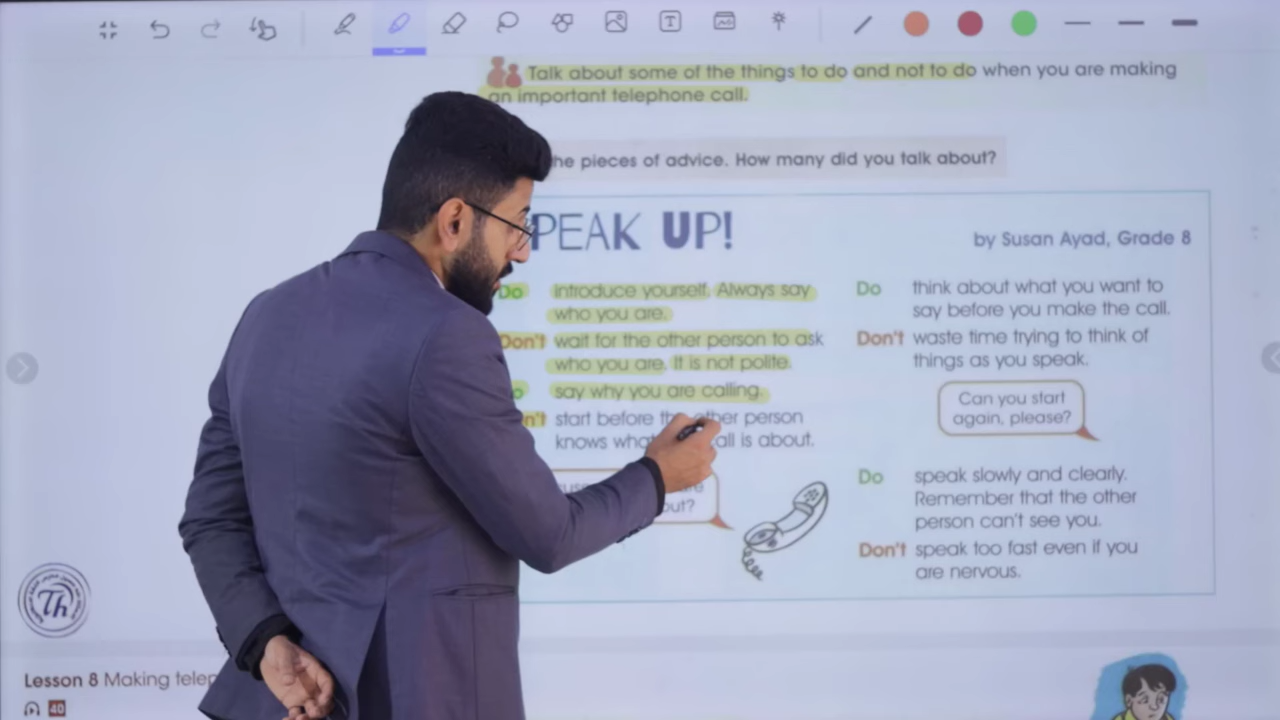 Talk about some of the things to do and not to do when you are making
an important telephone call.
the pieces of advice. How many did you talk about?
PEAK UP!
by Susan Ayad, Grade 8
Do introduce yourself. Always say
who you are.
Don't wait for the other person to ask
who you are. It is not polite.
say why you are calling.
start before the other person
knows what call is about.
Do think about what you want to
say before you make the call.
Don't waste time trying to think of
things as you speak.
Can you start
again, please?
Do speak slowly and clearly.
Remember that the other
person can't see you.
Don't speak too fast even if you
are nervous.
Th
Lesson 8 Making
40